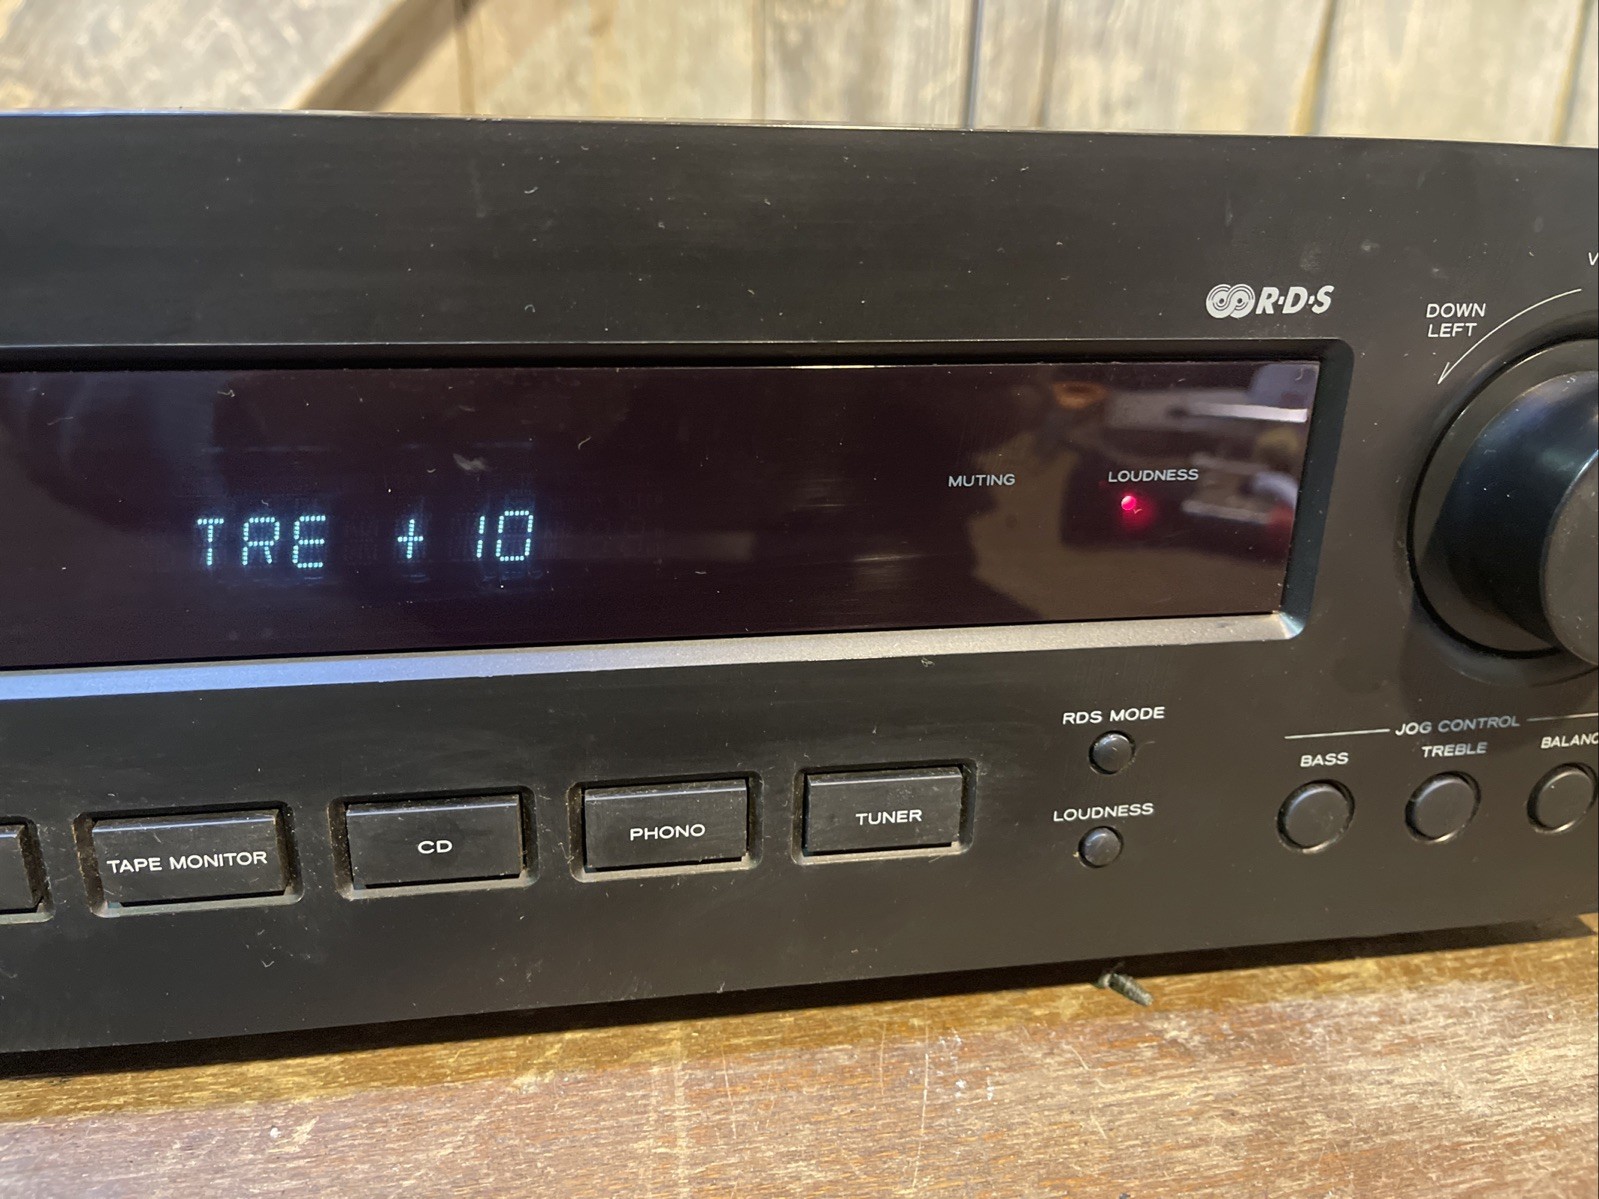 R·D·S
DOWN
LEFT
MUTING
LOUDNESS
TRE + 10
RDS MODE
LOUDNESS
JOG CONTROL
BASS
TREBLE
TAPE MONITOR
CD
PHONO
TUNER